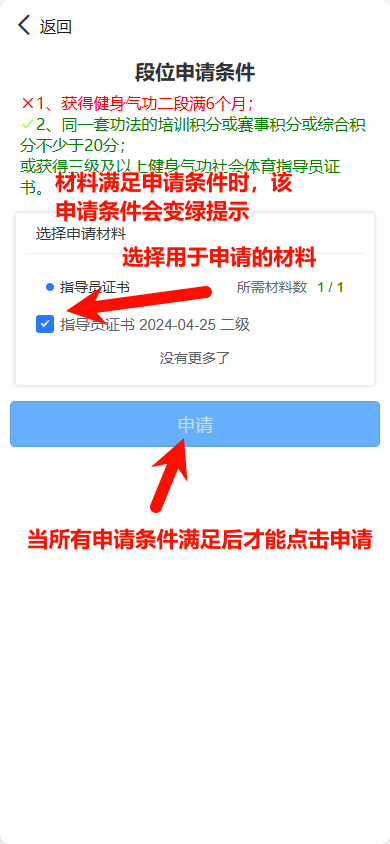 返回
段位申请条件
×1、获得健身气功二段满6个月；
✓2、同一套功法的培训积分或赛事积分或综合积
分不少于20分；
或获得三级及以上健身气功社会体育指导员证
书。
材料满足申请条件时，该
申请条件会变绿提示
选择申请材料
选择用于申请的材料
指导员证书 所需材料数 1 / 1
指导员证书 2024-04-25 二级
没有更多了
申请
当所有申请条件满足后才能点击申请